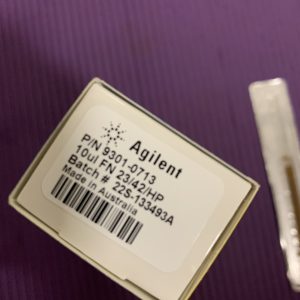 Agilent
P/N 9301-0713
10ul FN 23/42/HP
Batch # 22S-133493A
Made in Australia